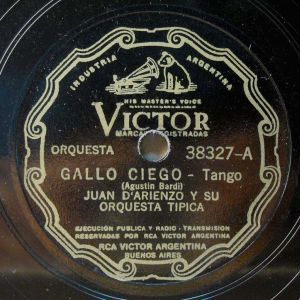 INDUSTRIA ARGENTINA
HIS MASTER'S VOICE
VICTOR
MARCAS REGISTRADAS
ORQUESTA 38327-A
GALLO CIEGO - Tango
(Agustin Bardi)
JUAN D'ARIENZO Y SU
ORQUESTA TIPICA
EJECUCIÓN PUBLICA Y RADIO-TRANSMISION
RESERVADAS POR RCA VICTOR ARGENTINA
RCA VICTOR ARGENTINA
BUENOS AIRES